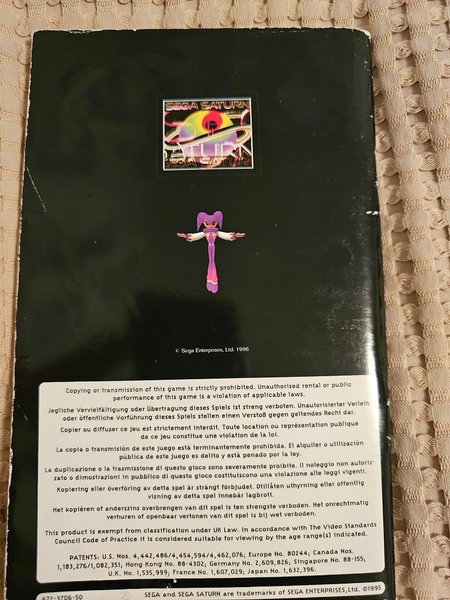 SEGA SATURN
© Sega Enterprises, Ltd. 1996
Copying or transmission of this game is strictly prohibited. Unauthorised rental or public
performance of this game is a violation of applicable laws.
Jegliche Vervielfältigung oder Übertragung dieses Spiels ist streng verboten. Unautorisierter Verleih
oder öffentliche Vorführung dieses Spiels stellen einen Verstoß gegen geltendes Recht dar.
Copier ou diffuser ce jeu est strictement interdit. Toute location ou représentation publique
de ce jeu constitue une violation de la loi.
La copia o transmisión de este juego está terminantemente prohibida. El alquiler o utilización
pública de este juego es delito y está penado por la ley.
La duplicazione o la trasmissione di questo gioco sono severamente proibite. Il noleggio non autoriz-
zato o dimostrazioni in pubblico di questo gioco costituiscono una violazione alle leggi vigenti.
Kopiering eller överföring av detta spel är strängt förbjudet. Otillåten uthyrning eller offentlig
visning av detta spel innebär lagbrott.
Het kopiëren of anderszins overbrengen van dit spel is ten strengste verboden. Het onrechtmatig
verhuren of openbaar vertonen van dit spel is bij wet verboden.
This product is exempt from classification under UK Law. In accordance with The Video Standards
Council Code of Practice it is considered suitable for viewing by the age range(s) indicated.
PATENTS: U.S. Nos. 4,442,486/4,454,594/4,462,076; Europe No. 80244; Canada Nos.
1,183,276/1,082,351; Hong Kong No. 88-4302; Germany No. 2,609,826; Singapore No. 88-155;
U.K. No. 1,535,999; France No. 1,607,029; Japan No. 1,632,396.
672-3706-50 SEGA and SEGA SATURN are trademarks of SEGA ENTERPRISES,Ltd. ©1995